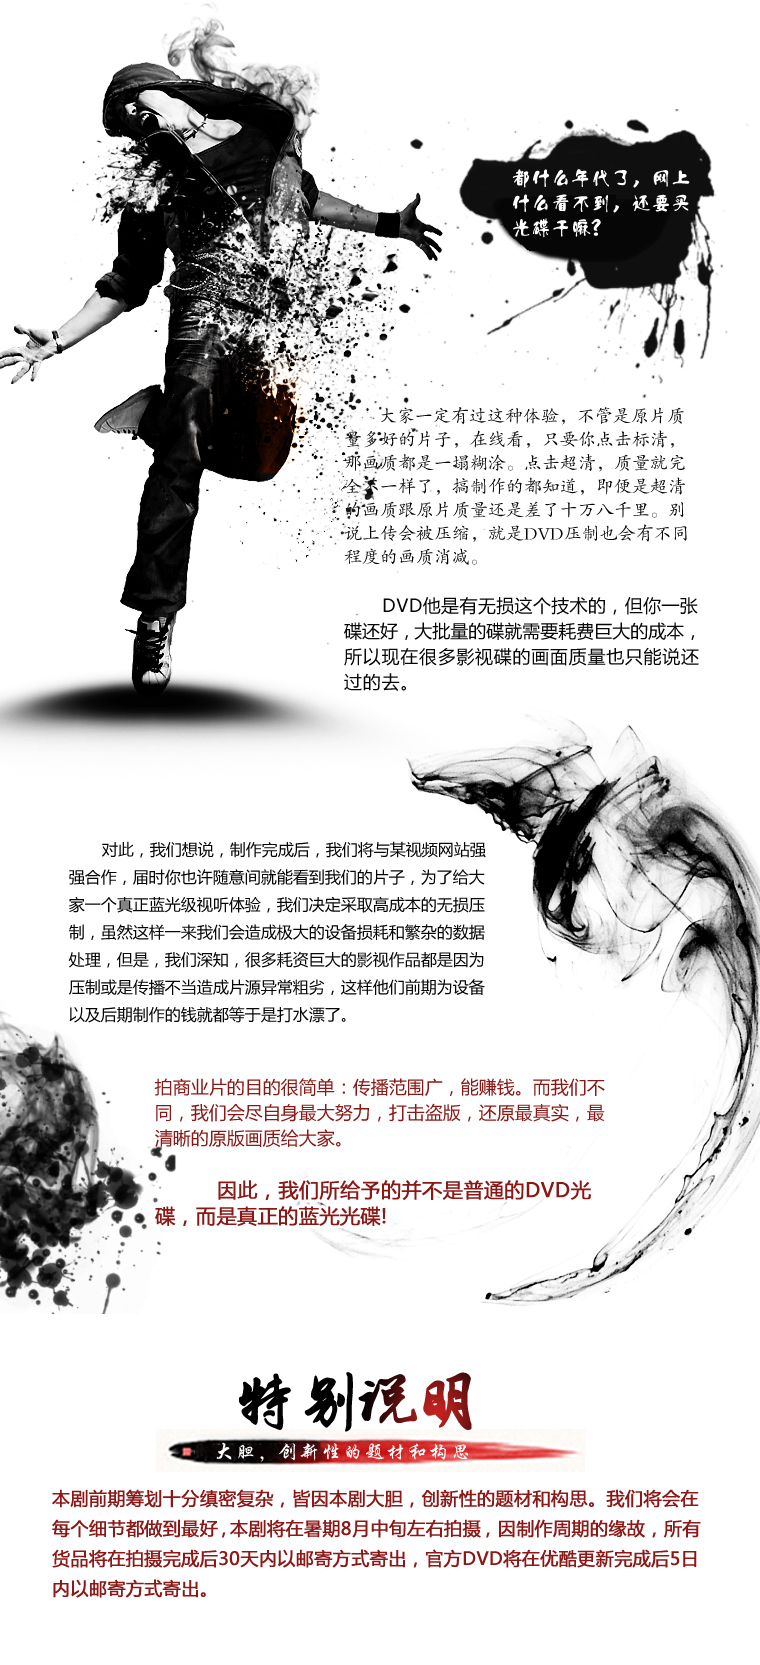 都什么年代了，网上
什么看不到，还要买
光碟干嘛？
大家一定有过这种体验，不管是原片质
量多好的片子，在线看，只要你点击标清，
那画质都是一塌糊涂。点击超清，质量就完
全不一样了，搞制作的都知道，即便是超清
的画质跟原片质量还是差了十万八千里。别
说上传会被压缩，就是DVD压制也会有不同
程度的画质消减。
DVD他是有无损这个技术的，但你一张
碟还好，大批量的碟就需要耗费巨大的成本，
所以现在很多影视碟的画面质量也只能说还
过的去。
对此，我们想说，制作完成后，我们将与某视频网站强
强合作，届时你也许随意间就能看到我们的片子，为了给大
家一个真正蓝光级视听体验，我们决定采取高成本的无损压
制，虽然这样一来我们会造成极大的设备损耗和繁杂的数据
处理，但是，我们深知，很多耗资巨大的影视作品都是因为
压制或是传播不当造成片源异常粗劣，这样他们前期为设备
以及后期制作的钱就都等于是打水漂了。
拍商业片的目的很简单：传播范围广，能赚钱。而我们不
同，我们会尽自身最大努力，打击盗版，还原最真实，最
清晰的原版画质给大家。
因此，我们所给予的并不是普通的DVD光
碟，而是真正的蓝光光碟!
特别说明
大胆，创新性的题材和构思
本剧前期筹划十分缜密复杂，皆因本剧大胆，创新性的题材和构思。我们将会在
每个细节都做到最好，本剧将在暑期8月中旬左右拍摄，因制作周期的缘故，所有
货品将在拍摄完成后30天内以邮寄方式寄出，官方DVD将在优酷更新完成后5日
内以邮寄方式寄出。